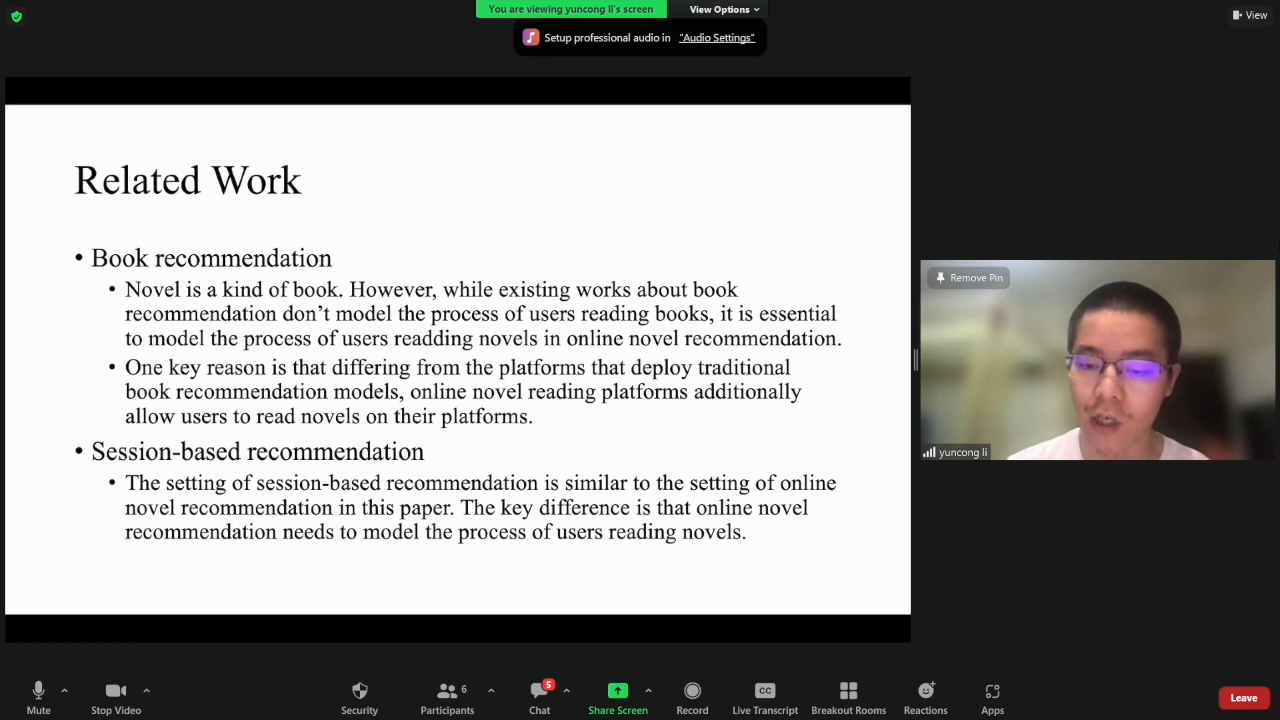 You are viewing yuncong li's screen
View Options
View
Setup professional audio in "Audio Settings"
Related Work
• Book recommendation
• Novel is a kind of book. However, while existing works about book
recommendation don't model the process of users reading books, it is essential
to model the process of users readding novels in online novel recommendation.
• One key reason is that differing from the platforms that deploy traditional
book recommendation models, online novel reading platforms additionally
allow users to read novels on their platforms.
• Session-based recommendation
• The setting of session-based recommendation is similar to the setting of online
novel recommendation in this paper. The key difference is that online novel
recommendation needs to model the process of users reading novels.
Remove Pin
yuncong li
Mute
Stop Video
Security
Participants
6
Chat
5
Share Screen
Record
CC
Live Transcript
Breakout Rooms
Reactions
Apps
Leave